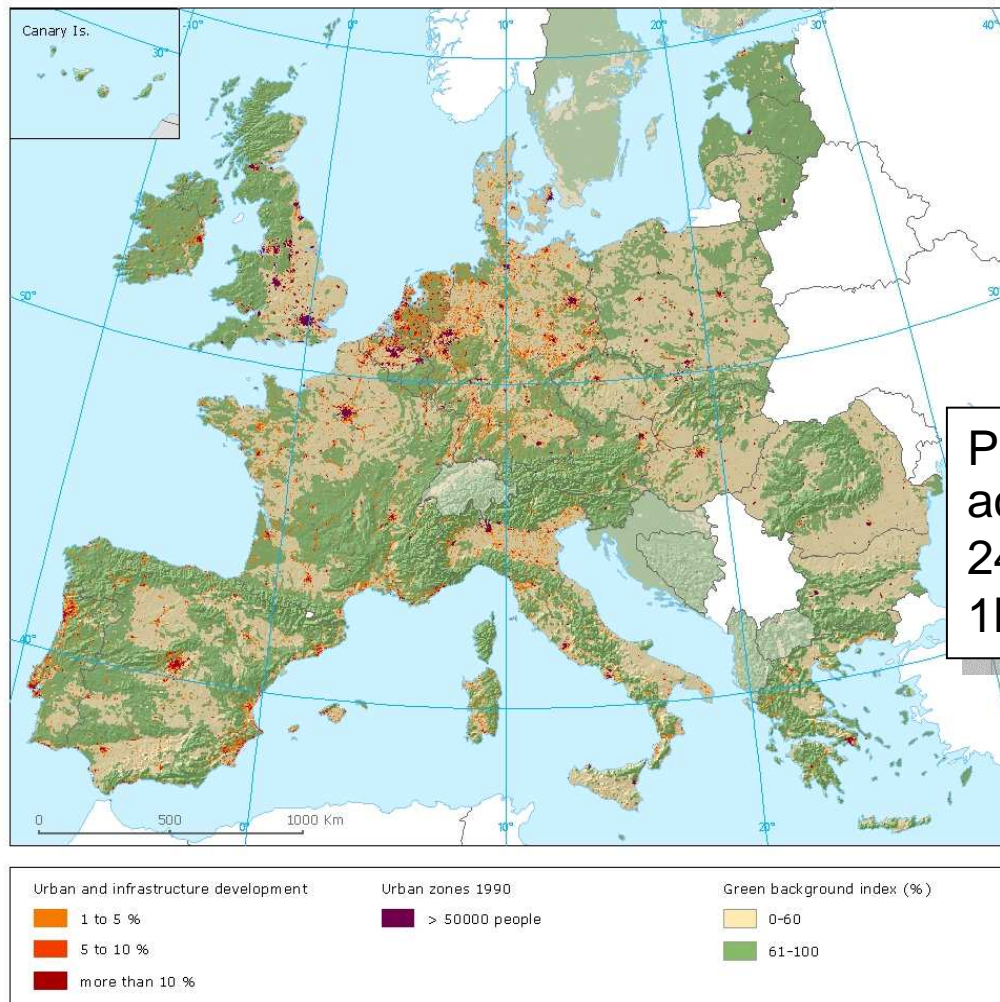 Canary Is.
30°
-10°
0°
10°
20°
30°
40°
50°
50°
40°
40°
0 500 1000 Km
0°
10°
20°
P
ac
24
1
Urban and infrastructure development
1 to 5 %
5 to 10 %
more than 10 %
Urban zones 1990
> 50000 people
Green background index (%)
0-60
61-100